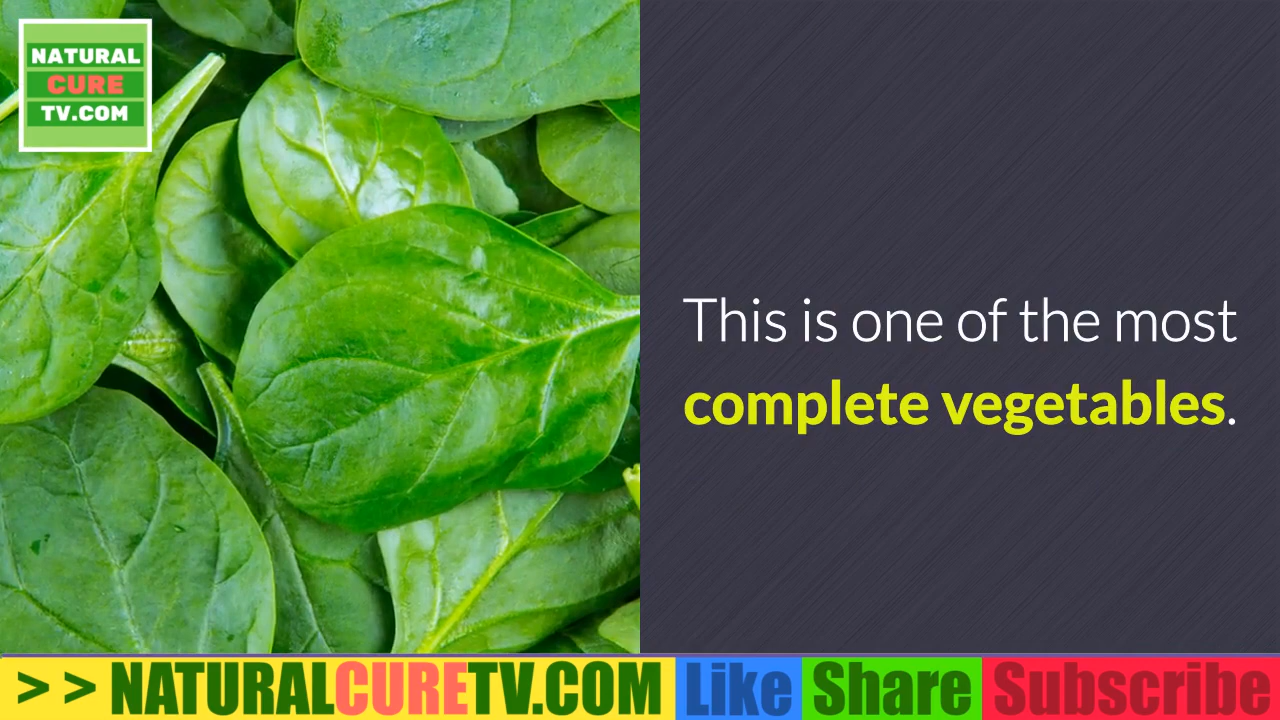 NATURAL
CURE
TV.COM
This is one of the most
complete vegetables.
> > NATURALCURETV.COM Like Share Subscribe